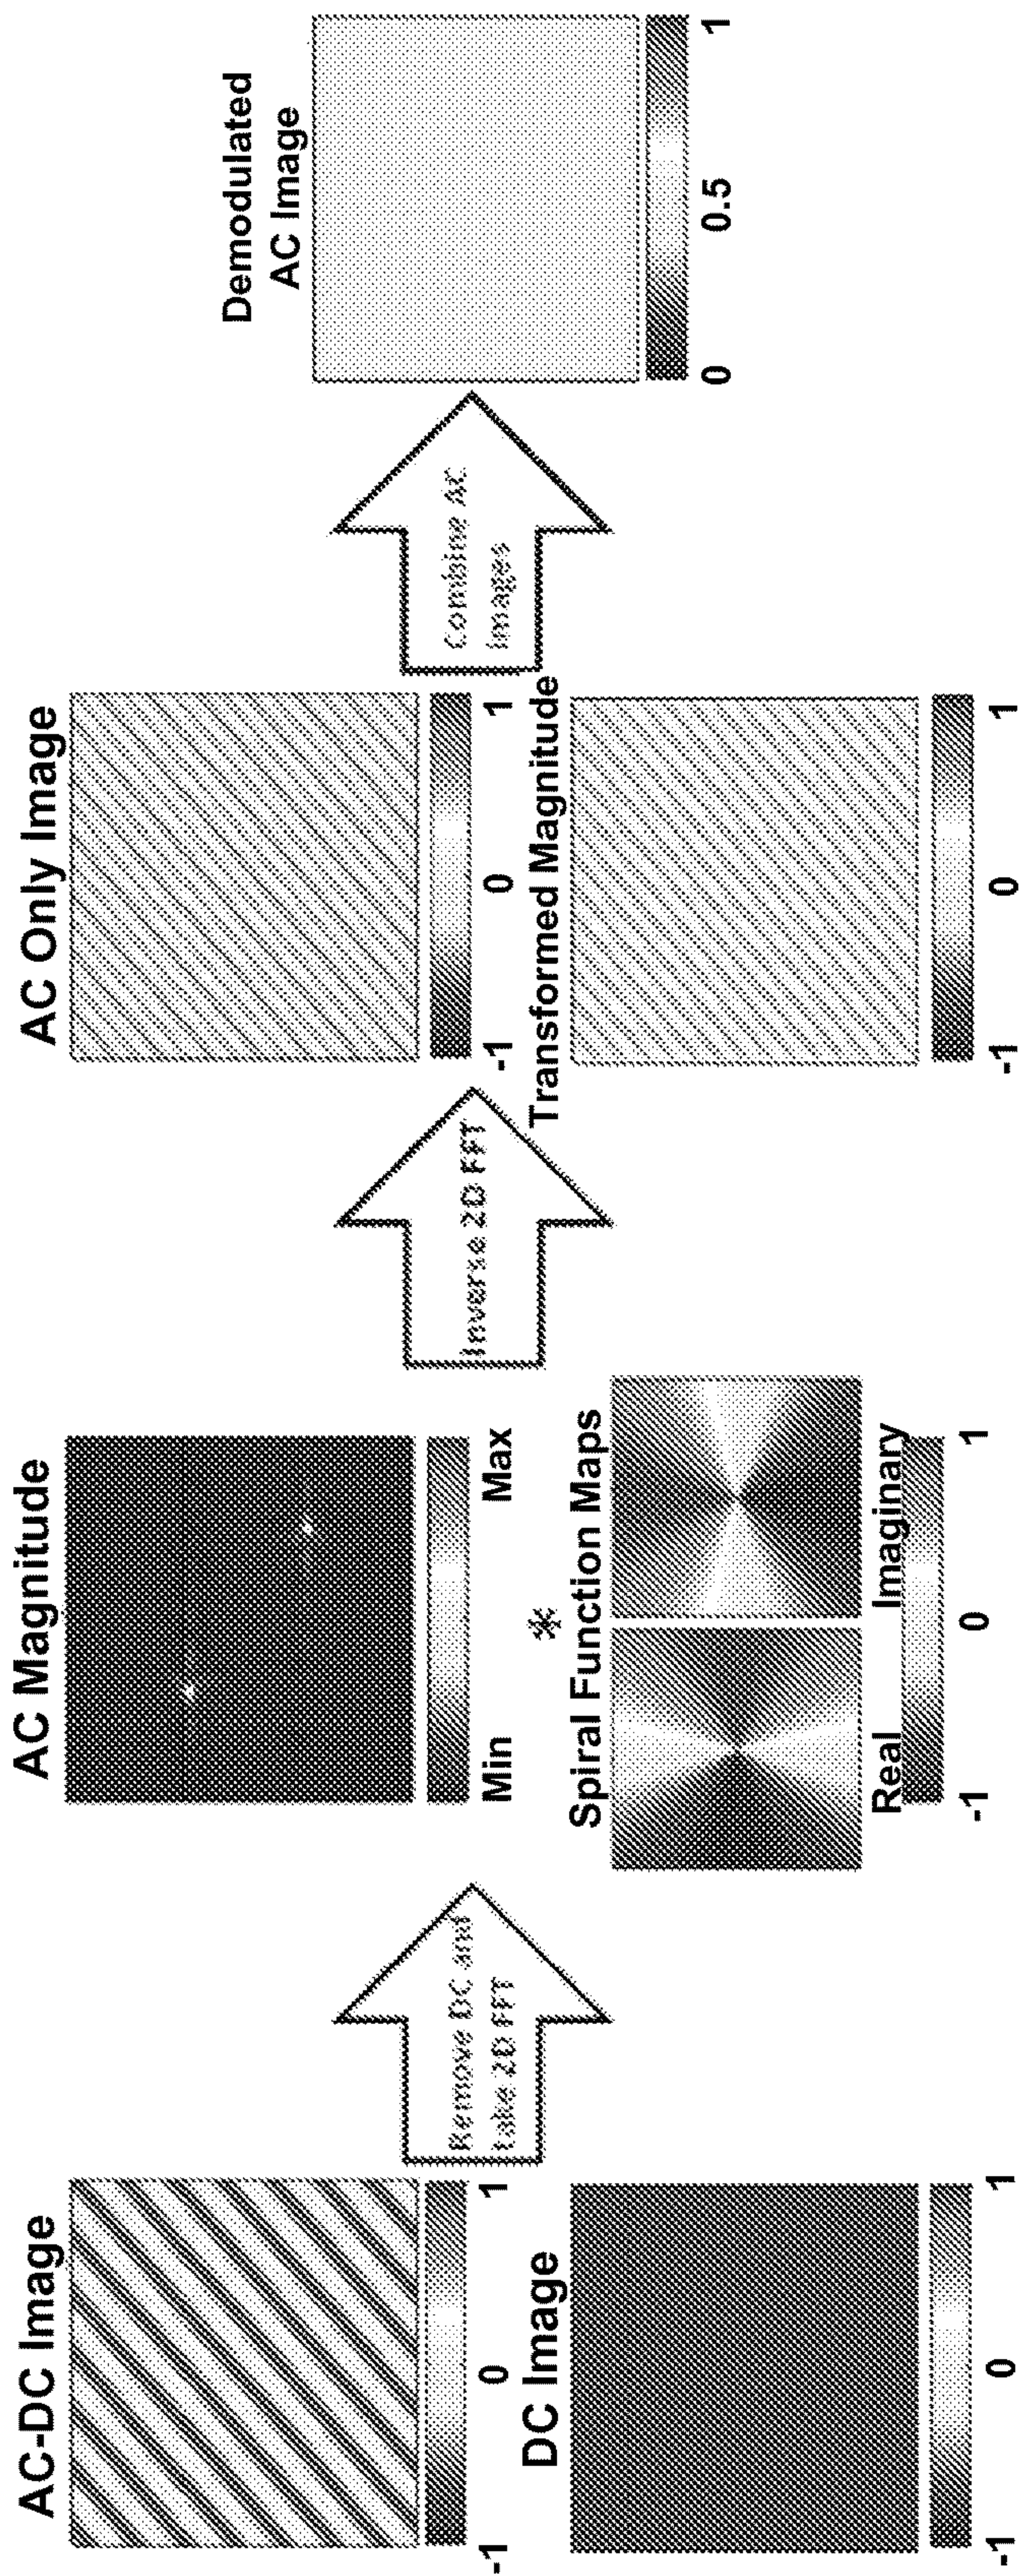 AC-DC Image
-1 0 1
DC Image
-1 0 1
Remove DC and
take 2D FFT
AC Magnitude
Min Max
*
Spiral Function Maps
Real Imaginary
-1 0 1
Inverse 2D FFT
AC Only Image
-1 0 1
Transformed Magnitude
-1 0 1
Combine AC
images
Demodulated
AC Image
0 0.5 1